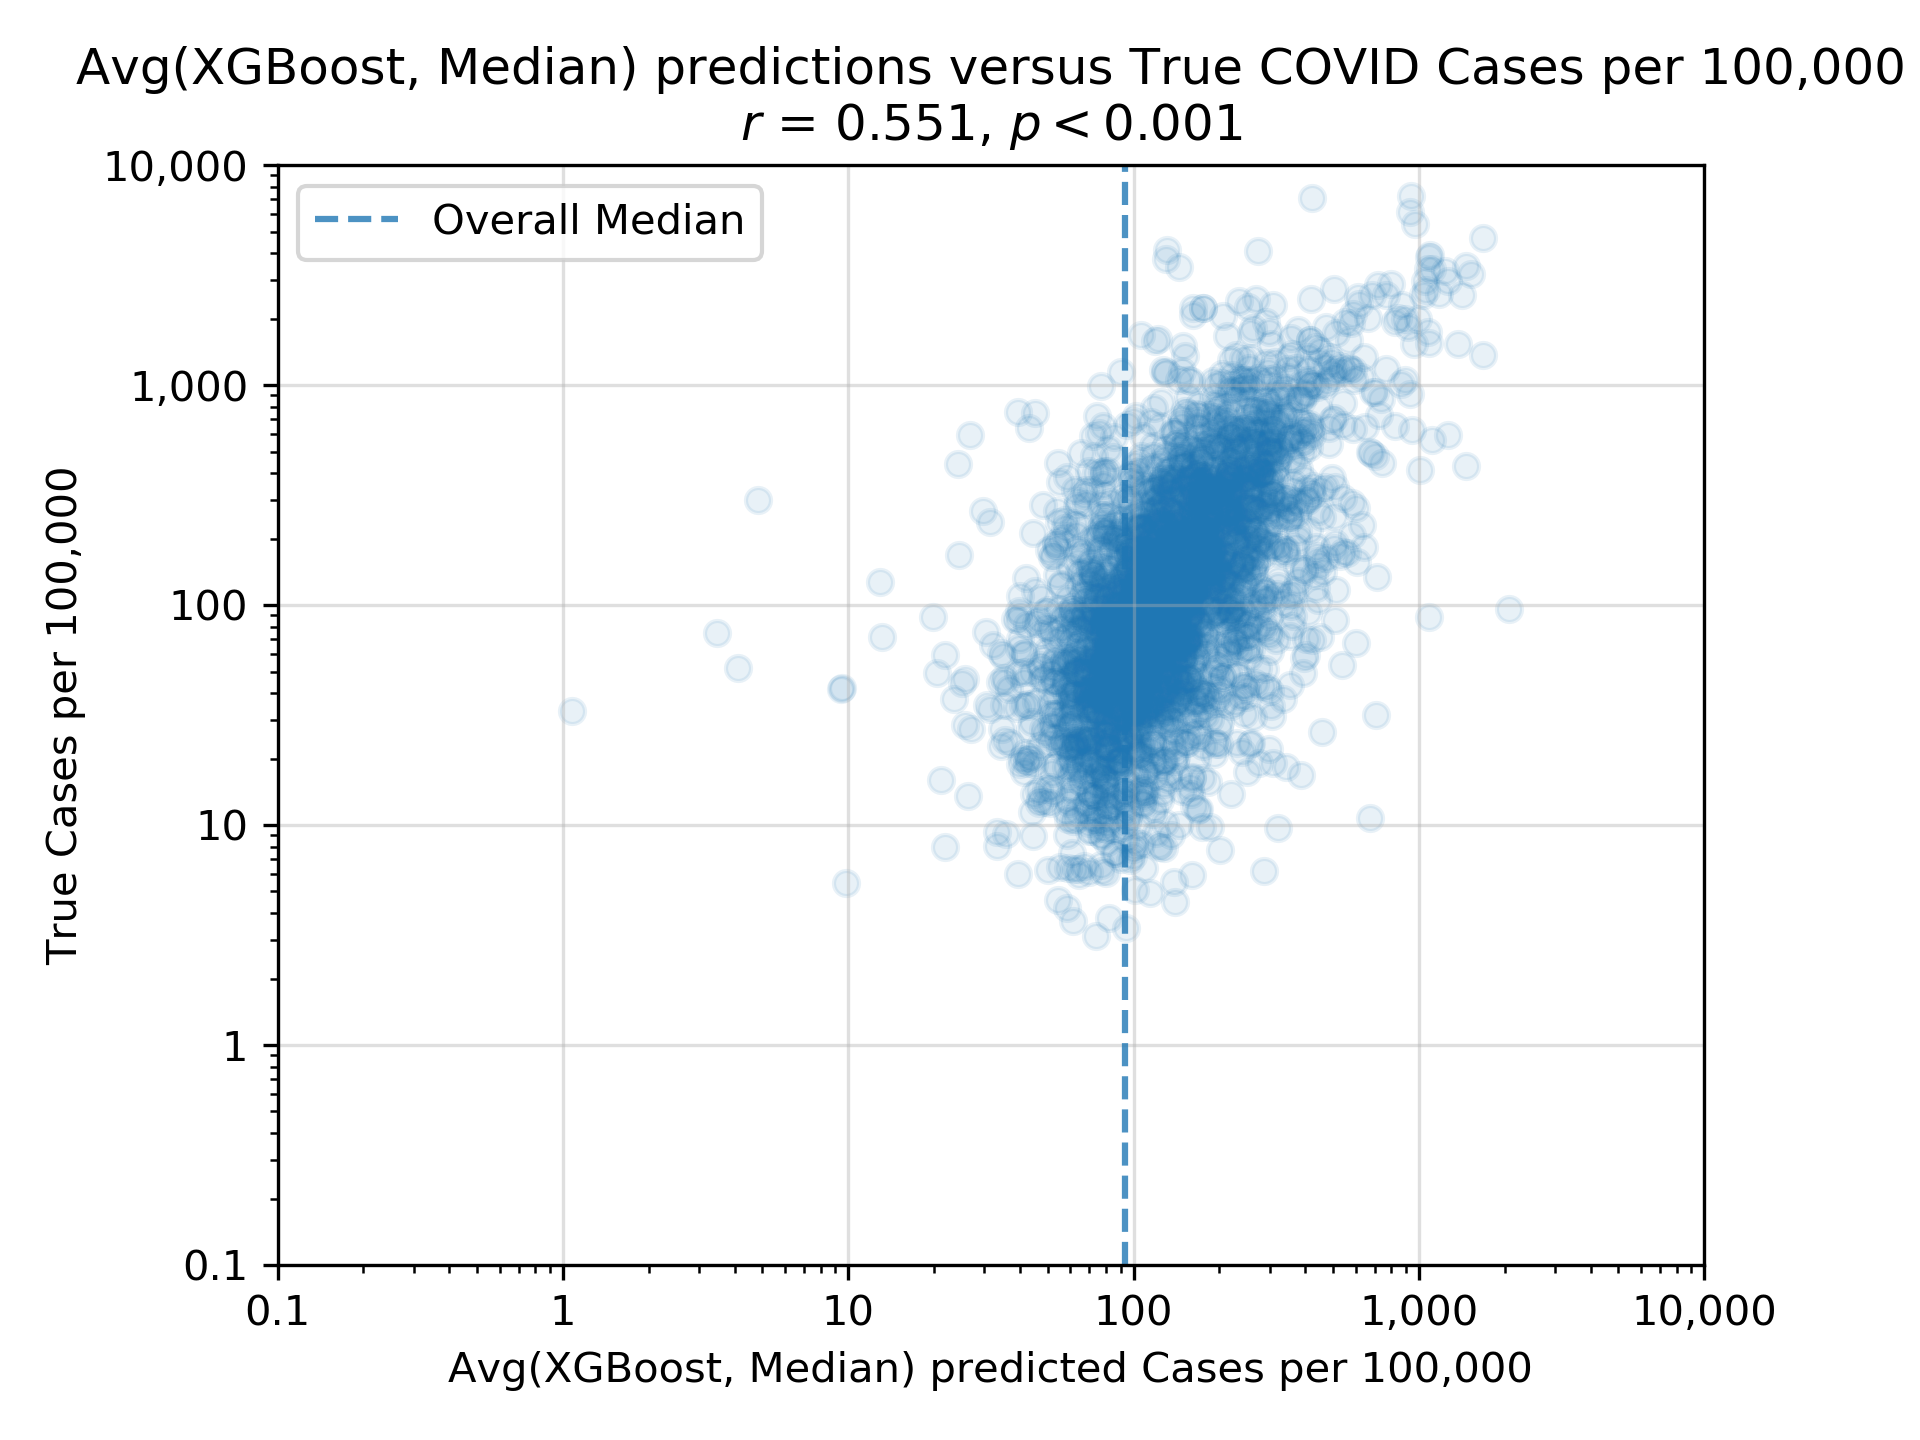 Avg(XGBoost, Median) predictions versus True COVID Cases per 100,000
r = 0.551, p < 0.001
Overall Median
True Cases per 100,000
10,000
1,000
100
10
1
0.1
0.1 1 10 100 1,000 10,000
Avg(XGBoost, Median) predicted Cases per 100,000